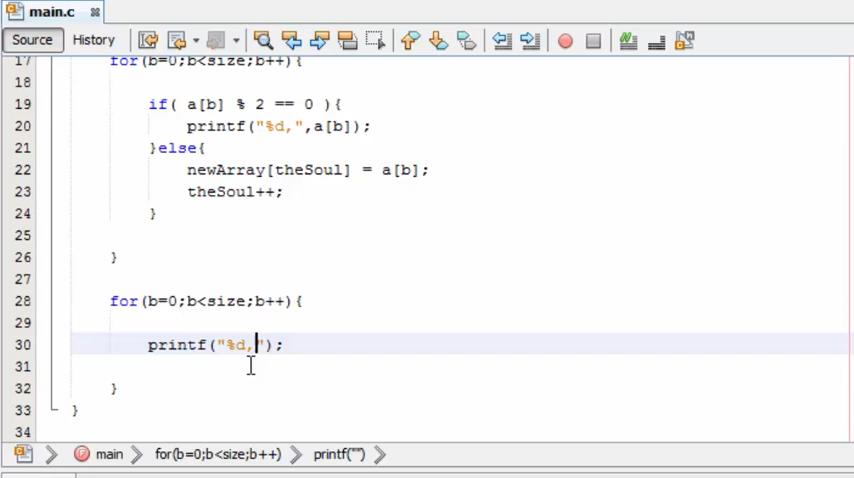 main.c
Source History
17 for(b=0;b<size;b++){
18
19 if( a[b] % 2 == 0 ){
20 printf("%d,",a[b]);
21 }else{
22 newArray[theSoul] = a[b];
23 theSoul++;
24 }
25
26 }
27
28 for(b=0;b<size;b++){
29
30 printf("%d,");
31
32 }
33 }
34
main for(b=0;b<size;b++) printf("")